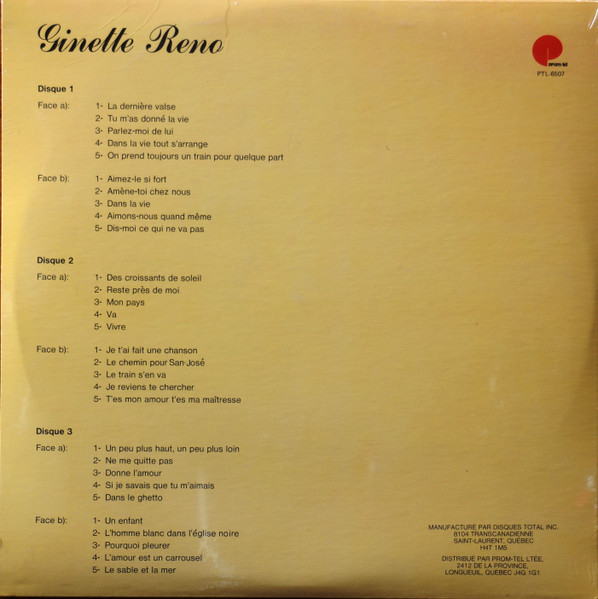 Ginette Reno
PROM-TEL
PTL-6507
Disque 1
Face a): 1- La dernière valse
2- Tu m'as donné la vie
3- Parlez-moi de lui
4- Dans la vie tout s'arrange
5- On prend toujours un train pour quelque part
Face b): 1- Aimez-le si fort
2- Amène-toi chez nous
3- Dans la vie
4- Aimons-nous quand même
5- Dis-moi ce qui ne va pas
Disque 2
Face a): 1- Des croissants de soleil
2- Reste près de moi
3- Mon pays
4- Va
5- Vivre
Face b): 1- Je t'ai fait une chanson
2- Le chemin pour San-José
3- Le train s'en va
4- Je reviens te chercher
5- T'es mon amour t'es ma maîtresse
Disque 3
Face a): 1- Un peu plus haut, un peu plus loin
2- Ne me quitte pas
3- Donne l'amour
4- Si je savais que tu m'aimais
5- Dans le ghetto
Face b): 1- Un enfant
2- L'homme blanc dans l'église noire
3- Pourquoi pleurer
4- L'amour est un carrousel
5- Le sable et la mer
MANUFACTURE PAR DISQUES TOTAL INC.
8104 TRANSCANADIENNE
SAINT-LAURENT, QUÉBEC
H4T 1M5
DISTRIBUE PAR PROM-TEL LTÉE,
2412 DE LA PROVINCE,
LONGUEUIL, QUÉBEC J4G 1G1